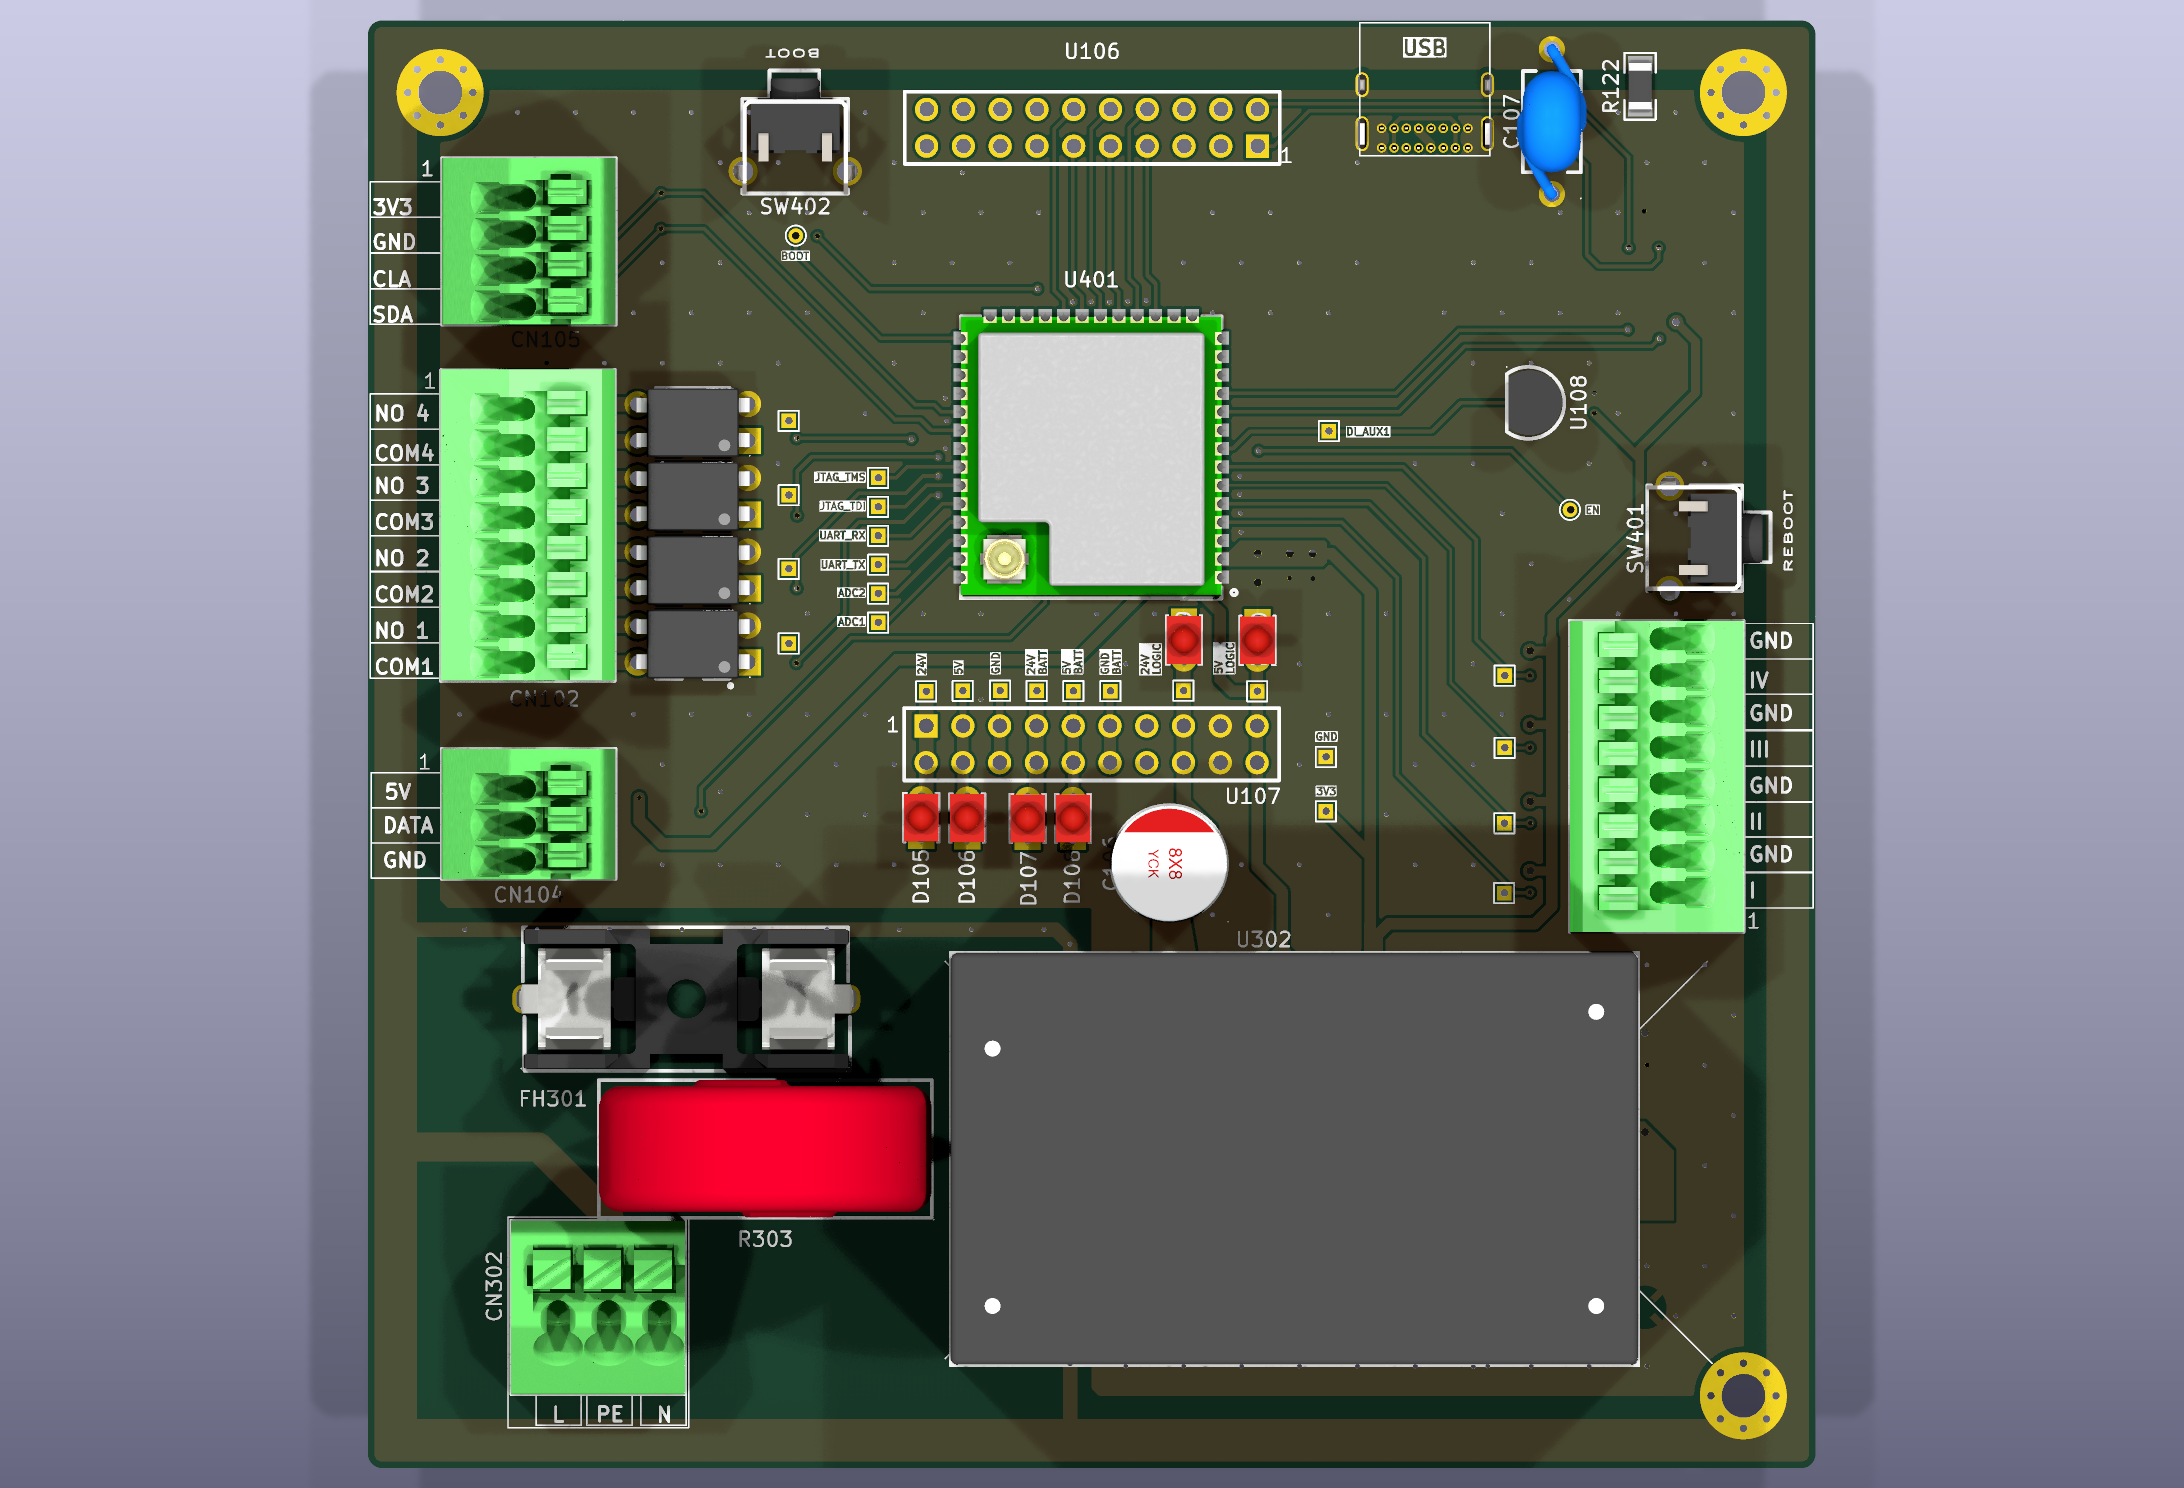 BOOT
U106
USB
C107
R122
1
1
3V3
GND
CLA
SDA
CN105
SW402
BOOT
U401
1
NO 4
COM4
NO 3
COM3
NO 2
COM2
NO 1
COM1
CN102
JTAG_TMS
JTAG_TDI
UART_RX
UART_TX
ADC2
ADC1
DI_AUX1
U108
EN
SW401
REBOOT
24V
5V
GND
24V BATT
5V BATT
GND BATT
24V LOGIC
5V LOGIC
1
U107
GND
3V3
GND
IV
GND
III
GND
II
GND
I
1
1
5V
DATA
GND
CN104
D105
D106
D107
D108
8X8
YCK
U302
FH301
R303
CN302
L
PE
N